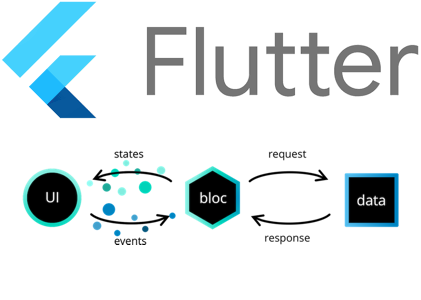 Flutter
states
request
UI
bloc
data
events
response